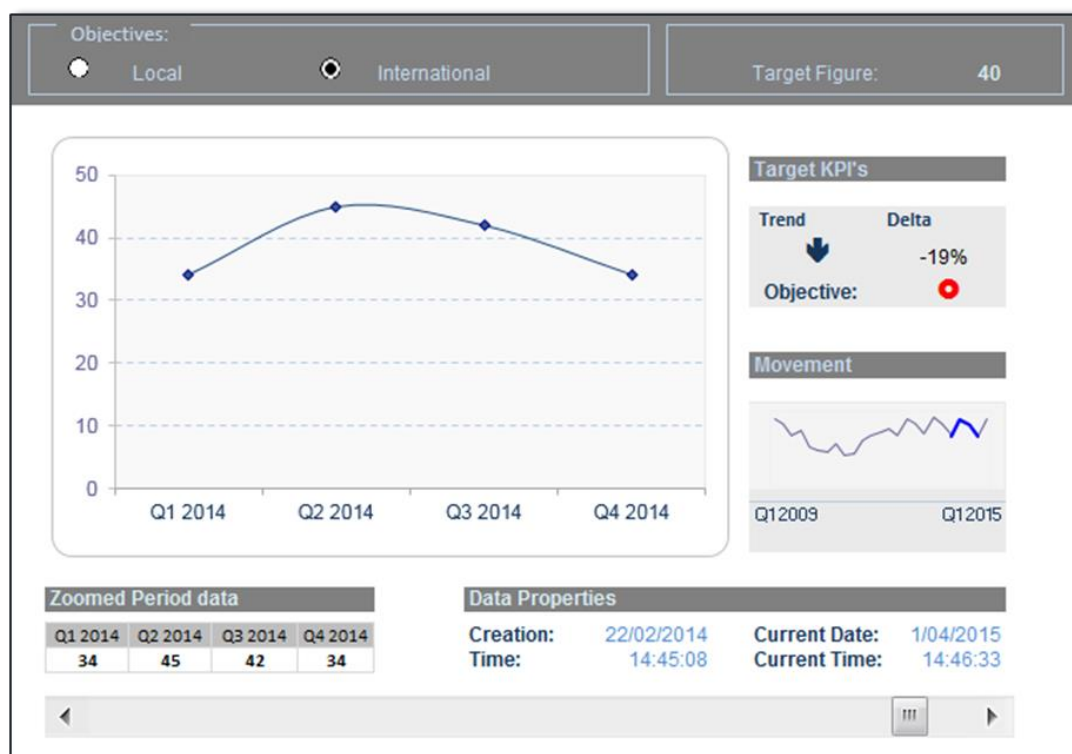 Objectives:
Local International Target Figure: 40
50
40
30
20
10
0
Q1 2014 Q2 2014 Q3 2014 Q4 2014
Target KPI's
Trend Delta
-19%
Objective:
Movement
Q12009 Q12015
Zoomed Period data
Q1 2014 Q2 2014 Q3 2014 Q4 2014
34 45 42 34
Data Properties
Creation: 22/02/2014 Current Date: 1/04/2015
Time: 14:45:08 Current Time: 14:46:33